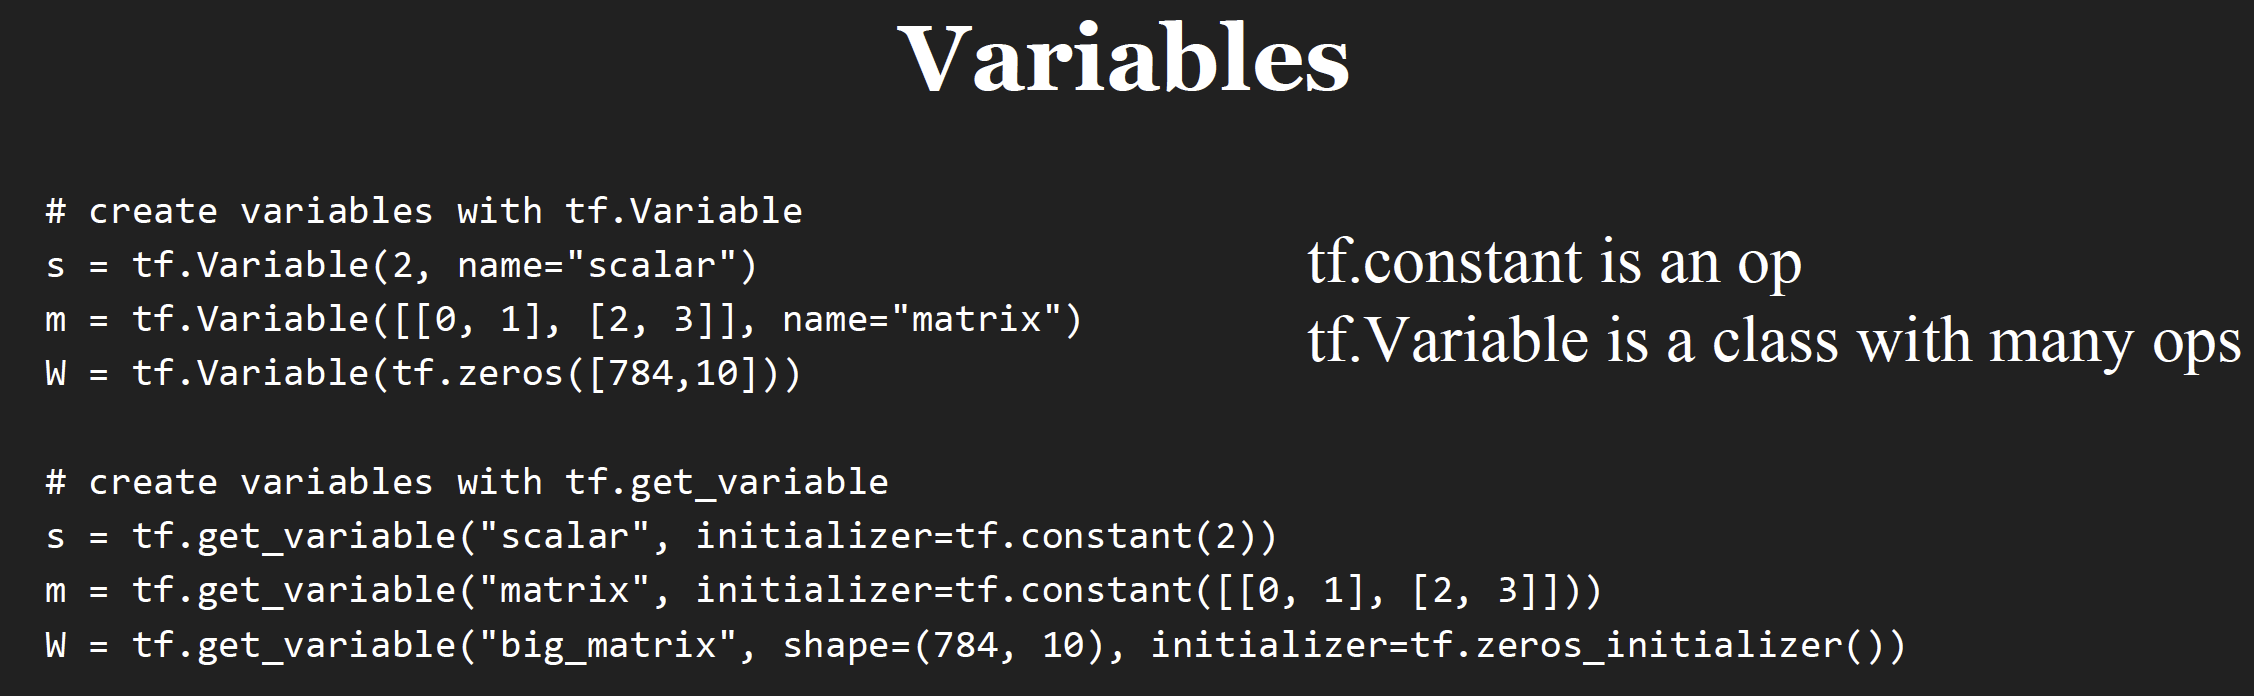 Variables
# create variables with tf.Variable
s = tf.Variable(2, name="scalar")
m = tf.Variable([[0, 1], [2, 3]], name="matrix")
W = tf.Variable(tf.zeros([784,10]))
tf.constant is an op
tf.Variable is a class with many ops
# create variables with tf.get_variable
s = tf.get_variable("scalar", initializer=tf.constant(2))
m = tf.get_variable("matrix", initializer=tf.constant([[0, 1], [2, 3]]))
W = tf.get_variable("big_matrix", shape=(784, 10), initializer=tf.zeros_initializer())